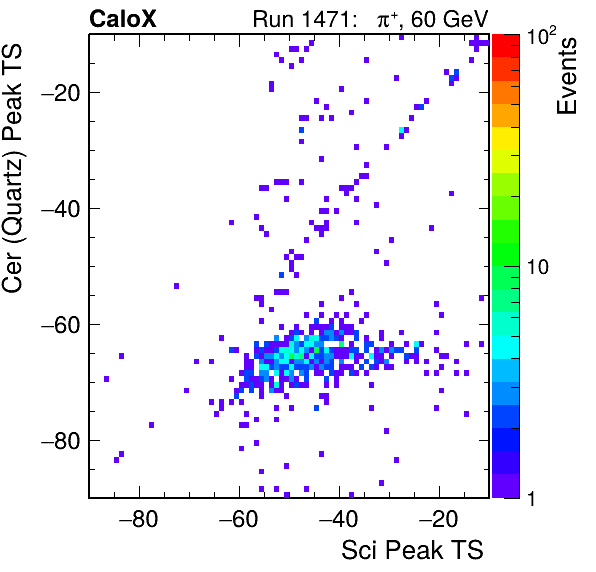 CaloX Run 1471: π⁺, 60 GeV
10²
10
1
Events
Cer (Quartz) Peak TS
−20
−40
−60
−80
−80 −60 −40 −20
Sci Peak TS